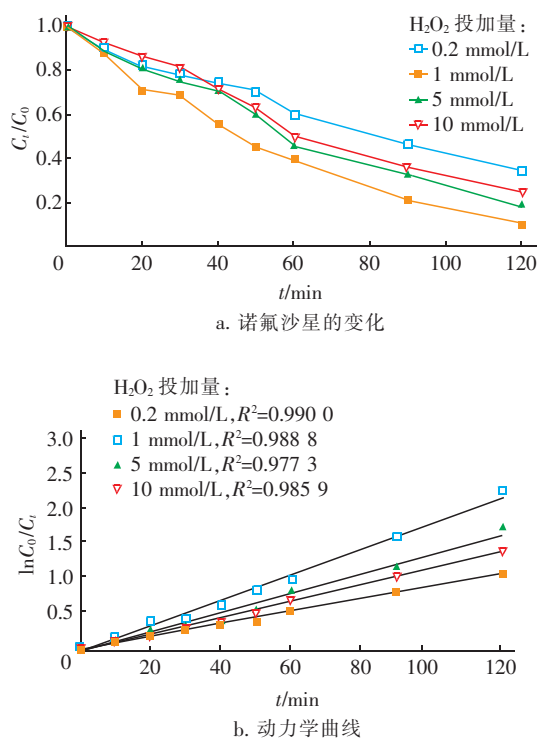 H₂O₂ 投加量:
0.2 mmol/L
1 mmol/L
5 mmol/L
10 mmol/L
1.0
0.8
0.6
0.4
0.2
Cₜ/C₀
0 20 40 60 80 100 120
t/min
a. 诺氟沙星的变化
H₂O₂ 投加量:
0.2 mmol/L,R²=0.990 0
1 mmol/L,R²=0.988 8
5 mmol/L,R²=0.977 3
10 mmol/L,R²=0.985 9
3.0
2.5
2.0
1.5
1.0
0.5
lnC₀/Cₜ
0 20 40 60 80 100 120
t/min
b. 动力学曲线